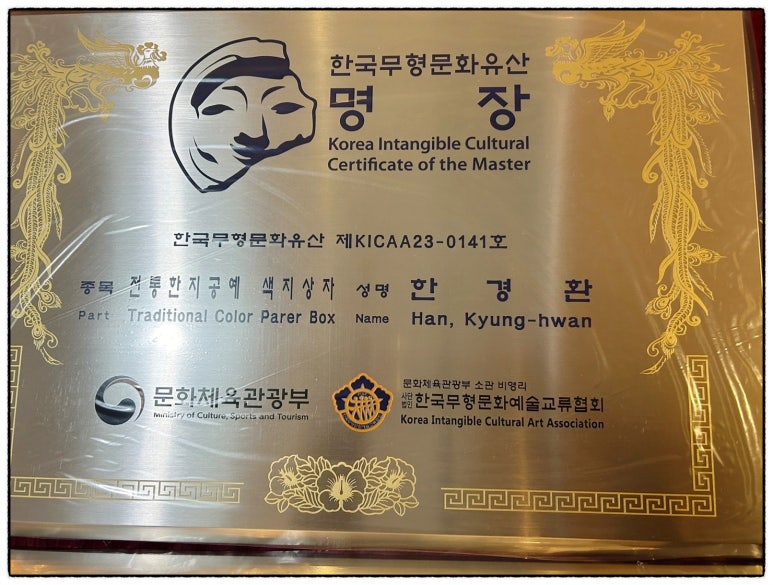 한국무형문화유산
명 장
Korea Intangible Cultural
Certificate of the Master
한국무형문화유산 제KICAA23-0141호
종목 전통한지공예 색지상자 성명 한 경 환
Part Traditional Color Parer Box Name Han, Kyung-hwan
문화체육관광부
Ministry of Culture, Sports and Tourism
문화체육관광부 소관 비영리
사단법인 한국무형문화예술교류협회
Korea Intangible Cultural Art Association